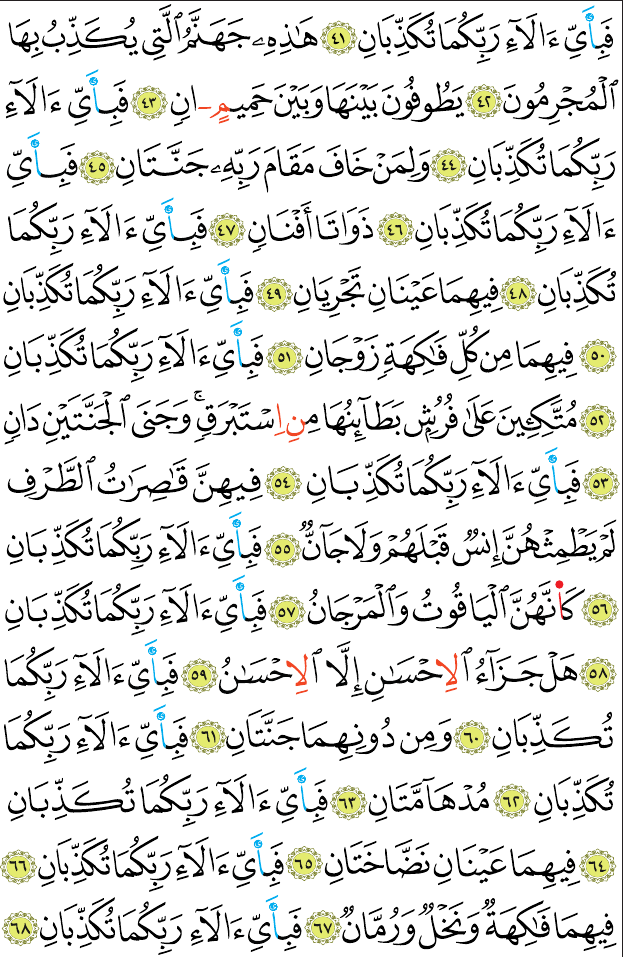 فَبِأَيِّ ءَالَآءِ رَبِّكُمَا تُكَذِّبَانِ ٤١ هَٰذِهِۦ جَهَنَّمُ ٱلَّتِي يُكَذِّبُ بِهَا
ٱلْمُجْرِمُونَ ٤٢ يَطُوفُونَ بَيْنَهَا وَبَيْنَ حَمِيمٍ ـانِ ٤٣ فَبِأَيِّ ءَالَآءِ
رَبِّكُمَا تُكَذِّبَانِ ٤٤ وَلِمَنْ خَافَ مَقَامَ رَبِّهِۦ جَنَّتَانِ ٤٥ فَبِأَيِّ
ءَالَآءِ رَبِّكُمَا تُكَذِّبَانِ ٤٦ ذَوَاتَا أَفْنَانٍ ٤٧ فَبِأَيِّ ءَالَآءِ رَبِّكُمَا
تُكَذِّبَانِ ٤٨ فِيهِمَا عَيْنَانِ تَجْرِيَانِ ٤٩ فَبِأَيِّ ءَالَآءِ رَبِّكُمَا تُكَذِّبَانِ
٥٠ فِيهِمَا مِن كُلِّ فَٰكِهَةٍ زَوْجَانِ ٥١ فَبِأَيِّ ءَالَآءِ رَبِّكُمَا تُكَذِّبَانِ
٥٢ مُتَّكِـِٔينَ عَلَىٰ فُرُشٍۭ بَطَآئِنُهَا مِنِ اِسْتَبْرَقٍۚ وَجَنَى ٱلْجَنَّتَيْنِ دَانٍ
٥٣ فَبِأَيِّ ءَالَآءِ رَبِّكُمَا تُكَذِّبَانِ ٥٤ فِيهِنَّ قَٰصِرَٰتُ ٱلطَّرْفِ
لَمْ يَطْمِثْهُنَّ إِنسٌ قَبْلَهُمْ وَلَا جَآنٌّ ٥٥ فَبِأَيِّ ءَالَآءِ رَبِّكُمَا تُكَذِّبَانِ
٥٦ كَأَنَّهُنَّ ٱلْيَاقُوتُ وَٱلْمَرْجَانُ ٥٧ فَبِأَيِّ ءَالَآءِ رَبِّكُمَا تُكَذِّبَانِ
٥٨ هَلْ جَزَآءُ ٱلِاحْسَٰنِ إِلَّا ٱلِاحْسَٰنُ ٥٩ فَبِأَيِّ ءَالَآءِ رَبِّكُمَا
تُكَذِّبَانِ ٦٠ وَمِن دُونِهِمَا جَنَّتَانِ ٦١ فَبِأَيِّ ءَالَآءِ رَبِّكُمَا
تُكَذِّبَانِ ٦٢ مُدْهَآمَّتَانِ ٦٣ فَبِأَيِّ ءَالَآءِ رَبِّكُمَا تُكَذِّبَانِ
٦٤ فِيهِمَا عَيْنَانِ نَضَّاخَتَانِ ٦٥ فَبِأَيِّ ءَالَآءِ رَبِّكُمَا تُكَذِّبَانِ ٦٦
فِيهِمَا فَٰكِهَةٌ وَنَخْلٌ وَرُمَّانٌ ٦٧ فَبِأَيِّ ءَالَآءِ رَبِّكُمَا تُكَذِّبَانِ ٦٨